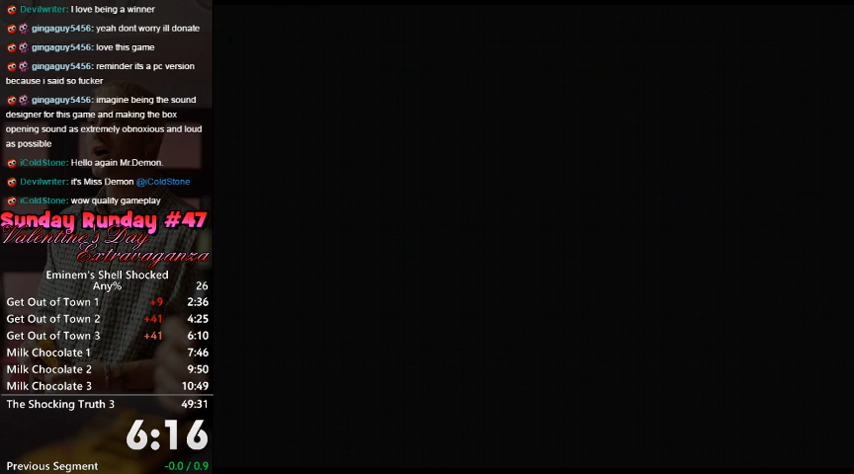 Devilwriter: I love being a winner
gingaguy5456: yeah dont worry ill donate
gingaguy5456: love this game
gingaguy5456: reminder its a pc version
because i said so fucker
gingaguy5456: imagine being the sound
designer for this game and making the box
opening sound as extremely obnoxious and loud
as possible
iColdStone: Hello again Mr.Demon.
Devilwriter: it's Miss Demon @iColdStone
iColdStone: wow quality gameplay
Sunday Runday #47
Valentine's Day
Extravaganza
Eminem's Shell Shocked
Any% 26
Get Out of Town 1 +9 2:36
Get Out of Town 2 +41 4:25
Get Out of Town 3 +41 6:10
Milk Chocolate 1 7:46
Milk Chocolate 2 9:50
Milk Chocolate 3 10:49
The Shocking Truth 3 49:31
6:16
Previous Segment -0.0 / 0.9